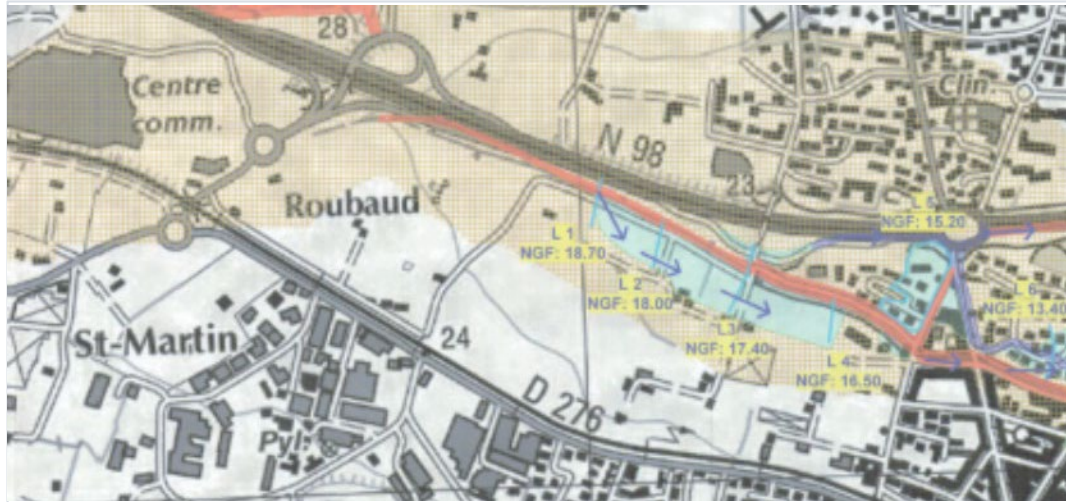 28
Centre
comm.
Clin.
N 98
23
Roubaud
L 5
NGF: 15.20
L 1
NGF: 18.70
L 2
NGF: 18.00
L 6
NGF: 13.40
St-Martin
24
L3
NGF: 17.40
L 4
NGF: 16.50
D 276
Pyl.